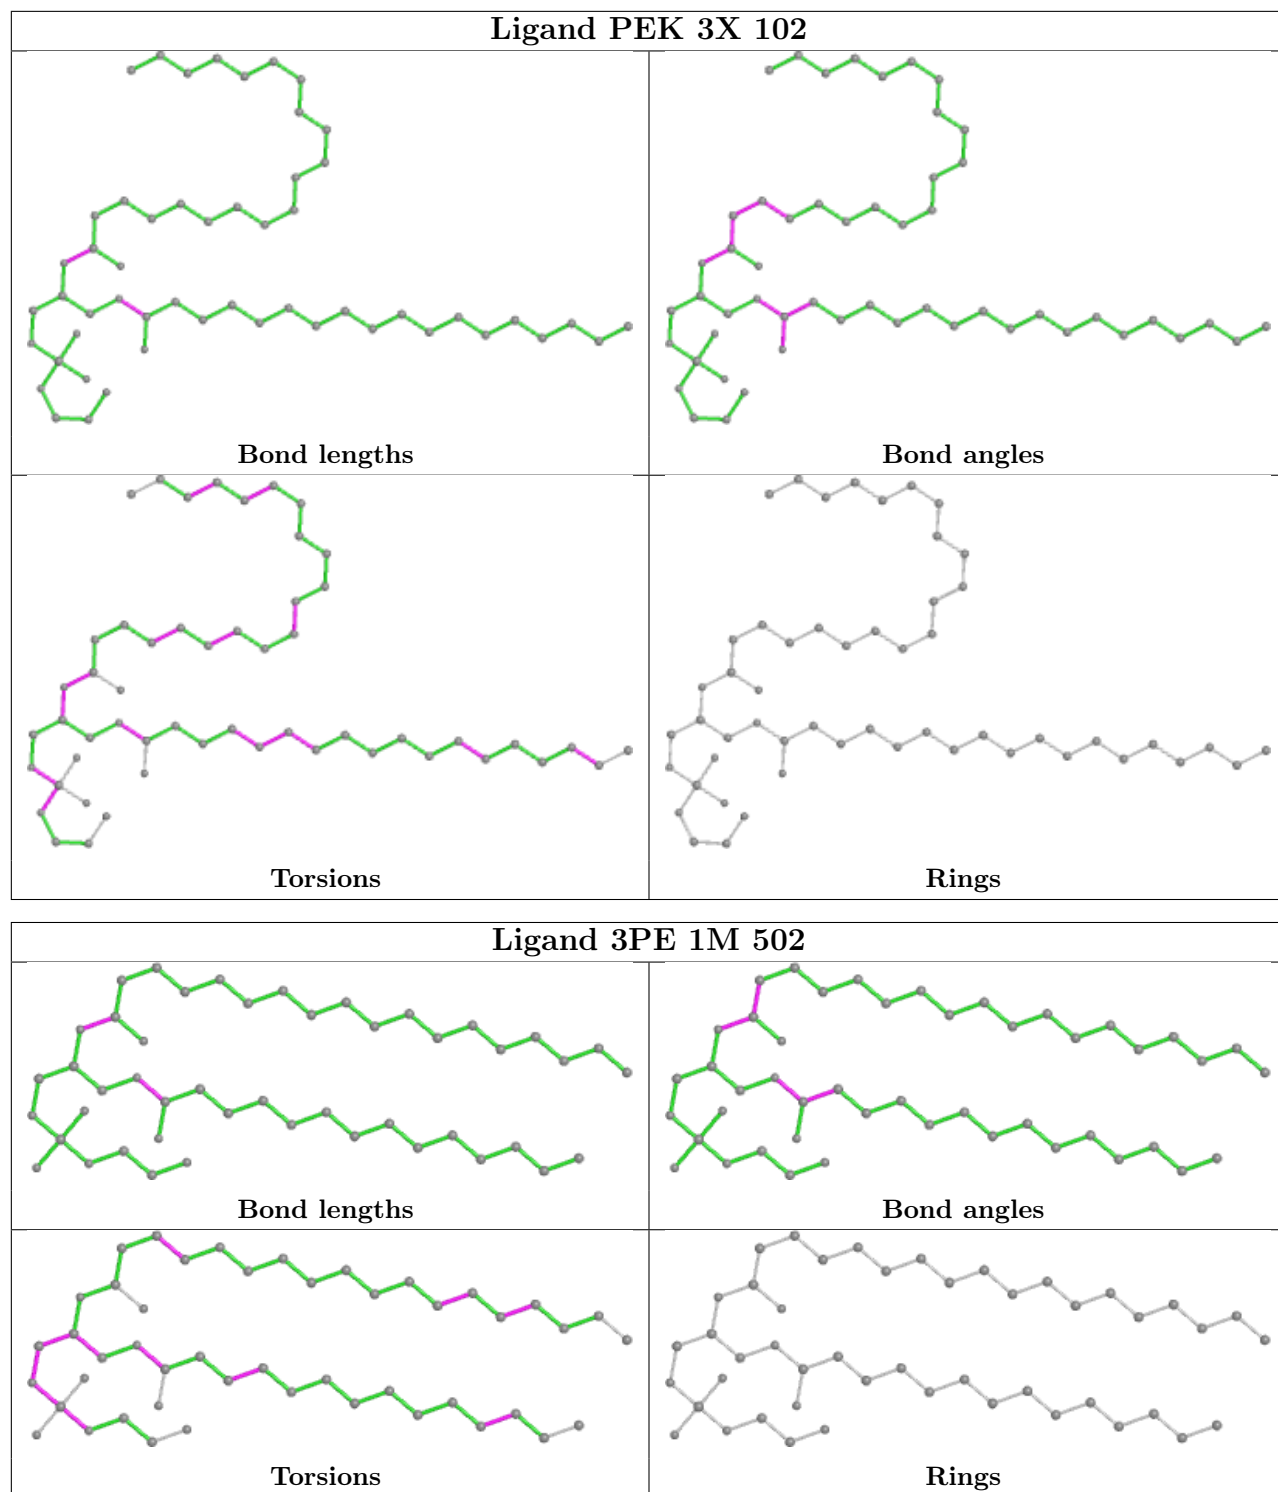 Ligand PEK 3X 102
Bond lengths
Bond angles
Torsions
Rings
Ligand 3PE 1M 502
Bond lengths
Bond angles
Torsions
Rings